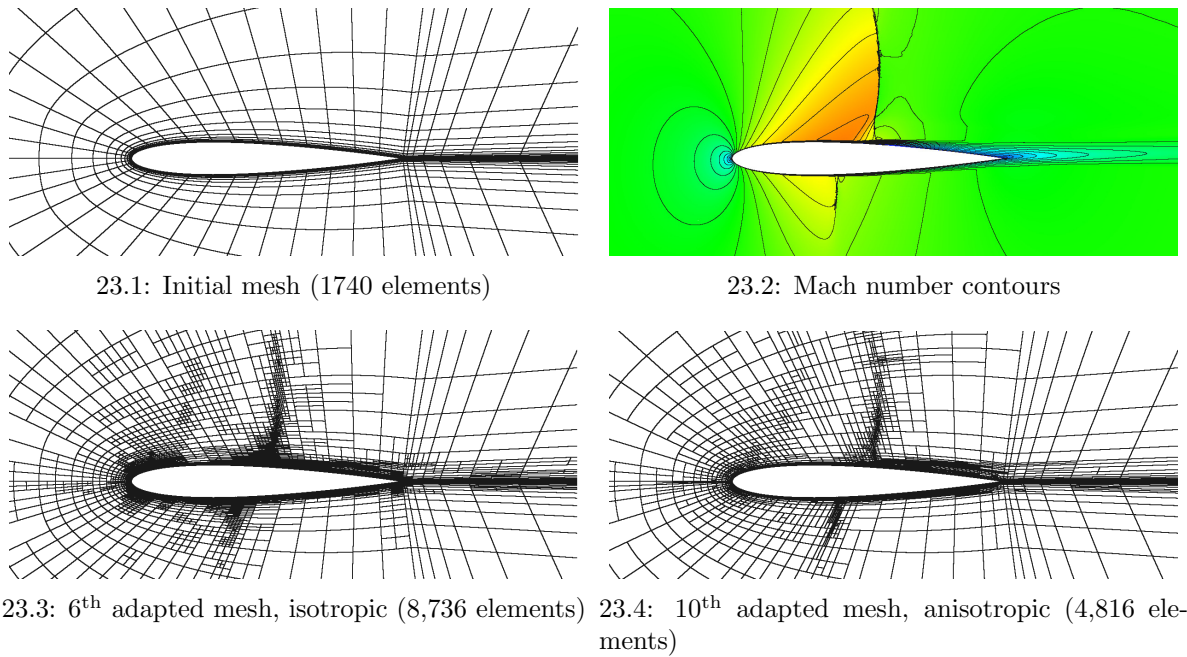 23.1: Initial mesh (1740 elements)
23.2: Mach number contours
23.3: 6th adapted mesh, isotropic (8,736 elements)
23.4: 10th adapted mesh, anisotropic (4,816 ele-
ments)